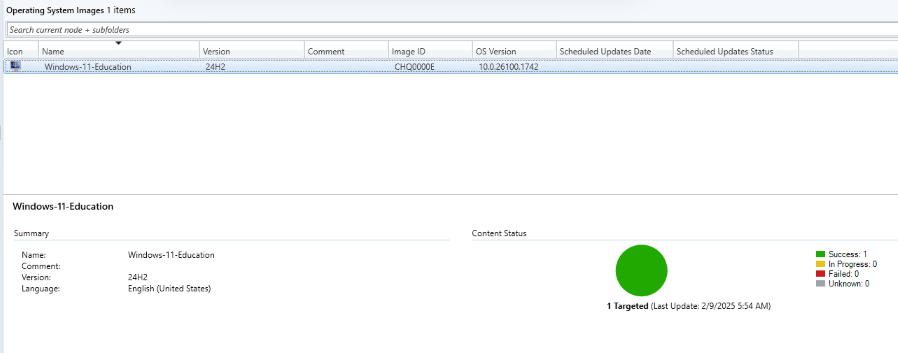 Operating System Images 1 items
Search current node + subfolders
Icon Name Version Comment Image ID OS Version Scheduled Updates Date Scheduled Updates Status
Windows-11-Education 24H2 CHQ0000E 10.0.26100.1742
Windows-11-Education
Summary
Name: Windows-11-Education
Comment:
Version: 24H2
Language: English (United States)
Content Status
Success: 1
In Progress: 0
Failed: 0
Unknown: 0
1 Targeted (Last Update: 2/9/2025 5:54 AM)